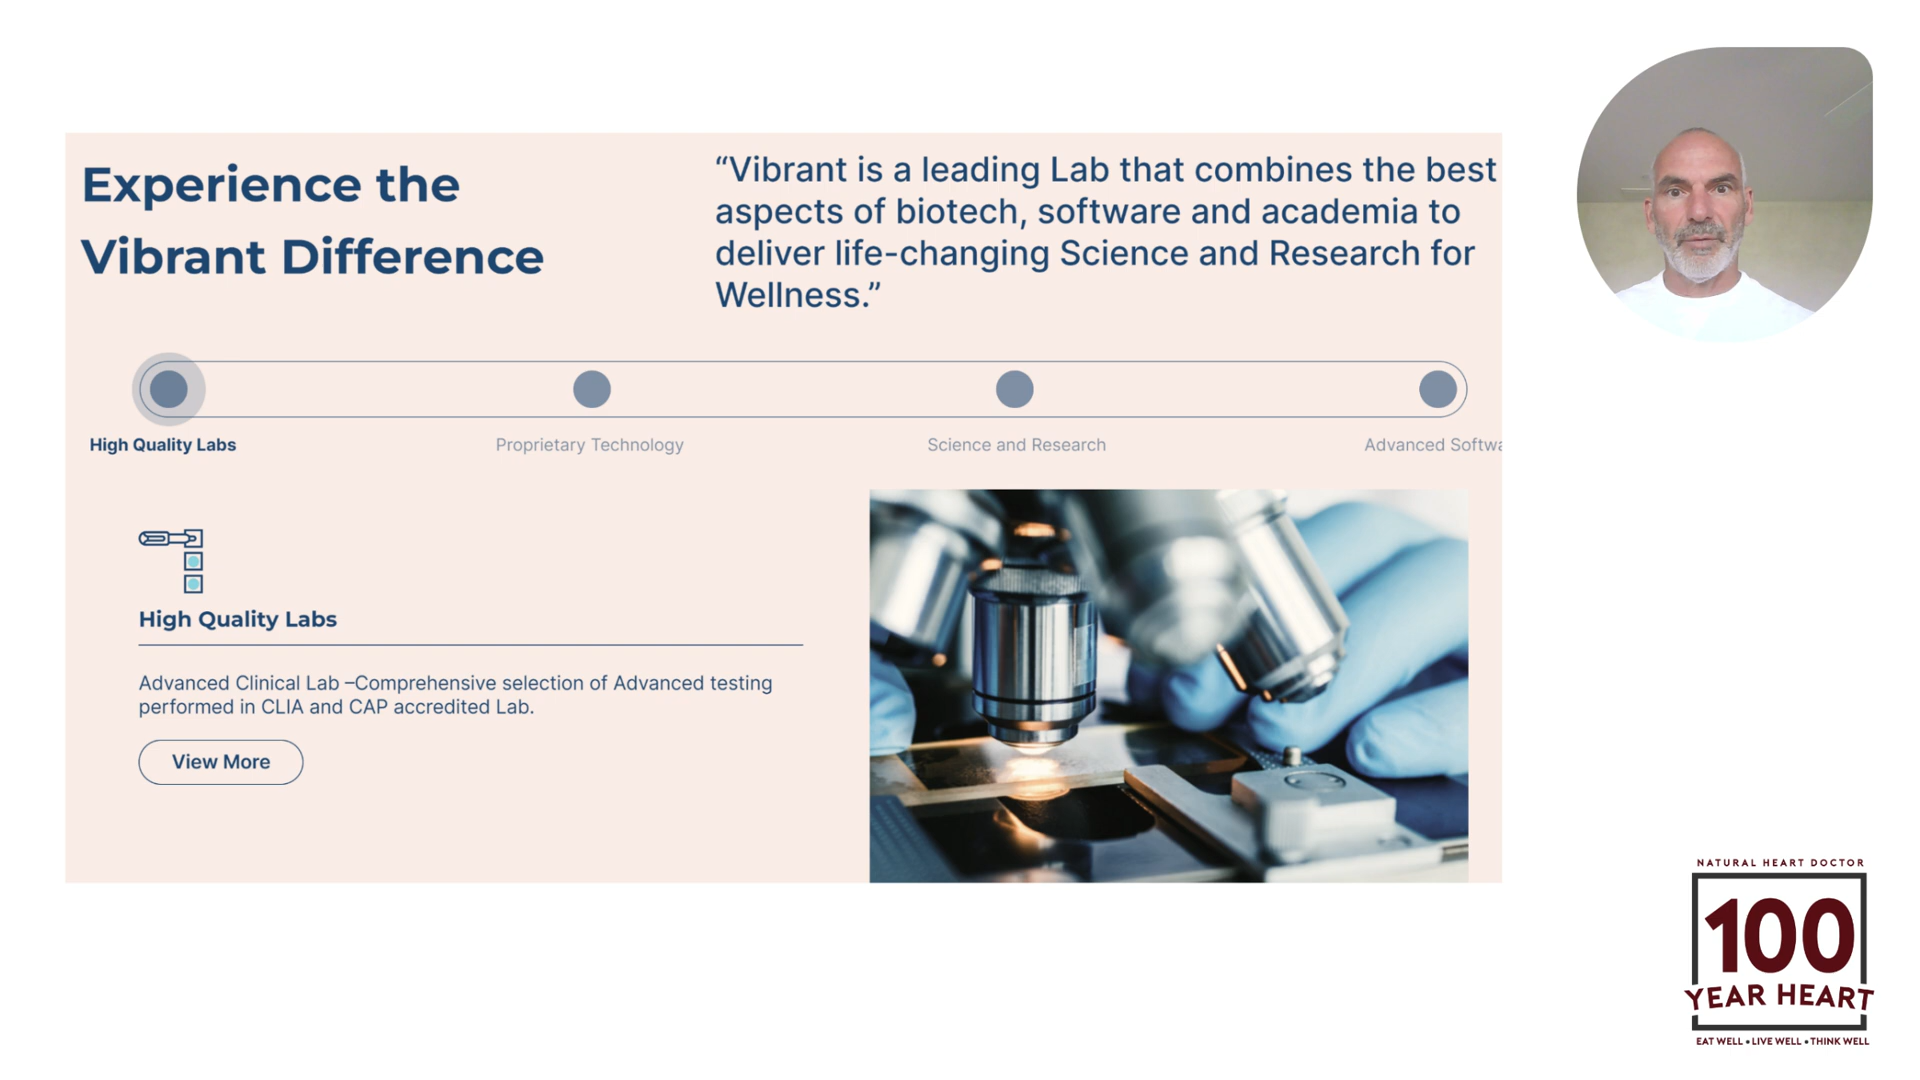 Experience the
Vibrant Difference
“Vibrant is a leading Lab that combines the best
aspects of biotech, software and academia to
deliver life-changing Science and Research for
Wellness.”
High Quality Labs
Proprietary Technology
Science and Research
Advanced Softwa
High Quality Labs
Advanced Clinical Lab –Comprehensive selection of Advanced testing
performed in CLIA and CAP accredited Lab.
View More
NATURAL HEART DOCTOR
100
YEAR HEART
EAT WELL • LIVE WELL • THINK WELL